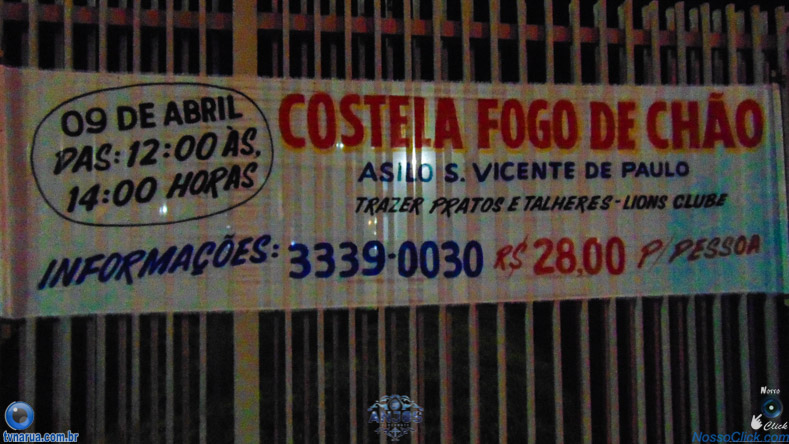 09 DE ABRIL
DAS: 12:00 ÀS,
14:00 HORAS
COSTELA FOGO DE CHÃO
ASILO S. VICENTE DE PAULO
TRAZER PRATOS E TALHERES - LIONS CLUBE
INFORMAÇÕES: 3339-0030 R$ 28,00 P/ PESSOA
tvnarua.com.br
Nosso
Click
NossoClick.com